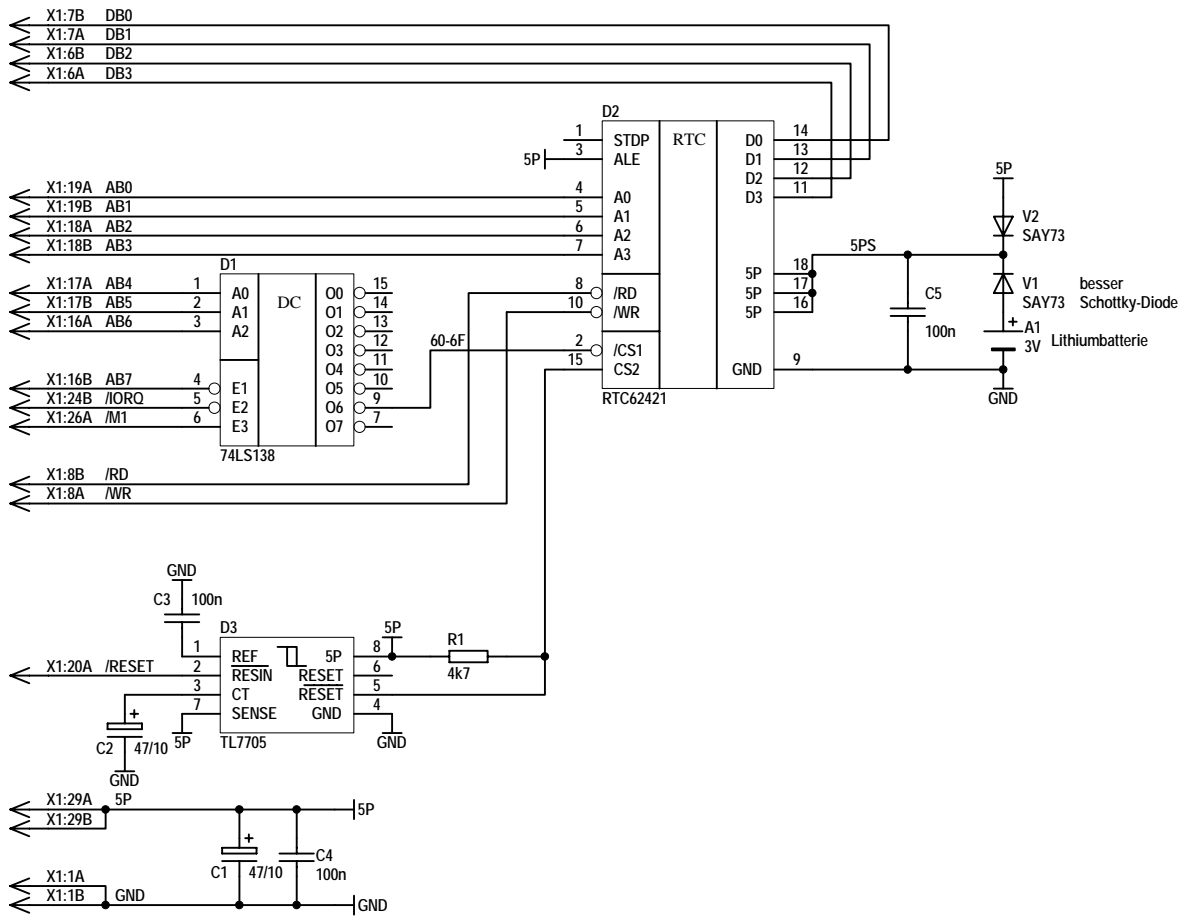 X1:7B DB0
X1:7A DB1
X1:6B DB2
X1:6A DB3
D2
1 STDP RTC D0 14
5P 3 ALE D1 13
D2 12
D3 11
X1:19A AB0 4 A0
X1:19B AB1 5 A1
X1:18A AB2 6 A2
X1:18B AB3 7 A3
5P
V2
SAY73
5PS
D1
X1:17A AB4 1 A0 DC O0 15
X1:17B AB5 2 A1 O1 14
X1:16A AB6 3 A2 O2 13
O3 12
O4 11
X1:16B AB7 4 E1 O5 10
X1:24B /IORQ 5 E2 O6 9
X1:26A /M1 6 E3 O7 7
74LS138
60-6F
8 /RD 5P 18
10 /WR 5P 17
5P 16
2 /CS1
15 CS2 GND 9
RTC62421
C5
100n
V1 besser
SAY73 Schottky-Diode
+ A1
3V Lithiumbatterie
GND
X1:8B /RD
X1:8A /WR
GND
C3 100n
D3
5P
R1
4k7
1 REF 5P 8
X1:20A /RESET 2 RESIN RESET 6
3 CT RESET 5
7 SENSE GND 4
TL7705
+
C2 47/10
5P
GND
GND
X1:29A 5P 5P
X1:29B
+
C1 47/10
C4
100n
X1:1A
X1:1B GND GND